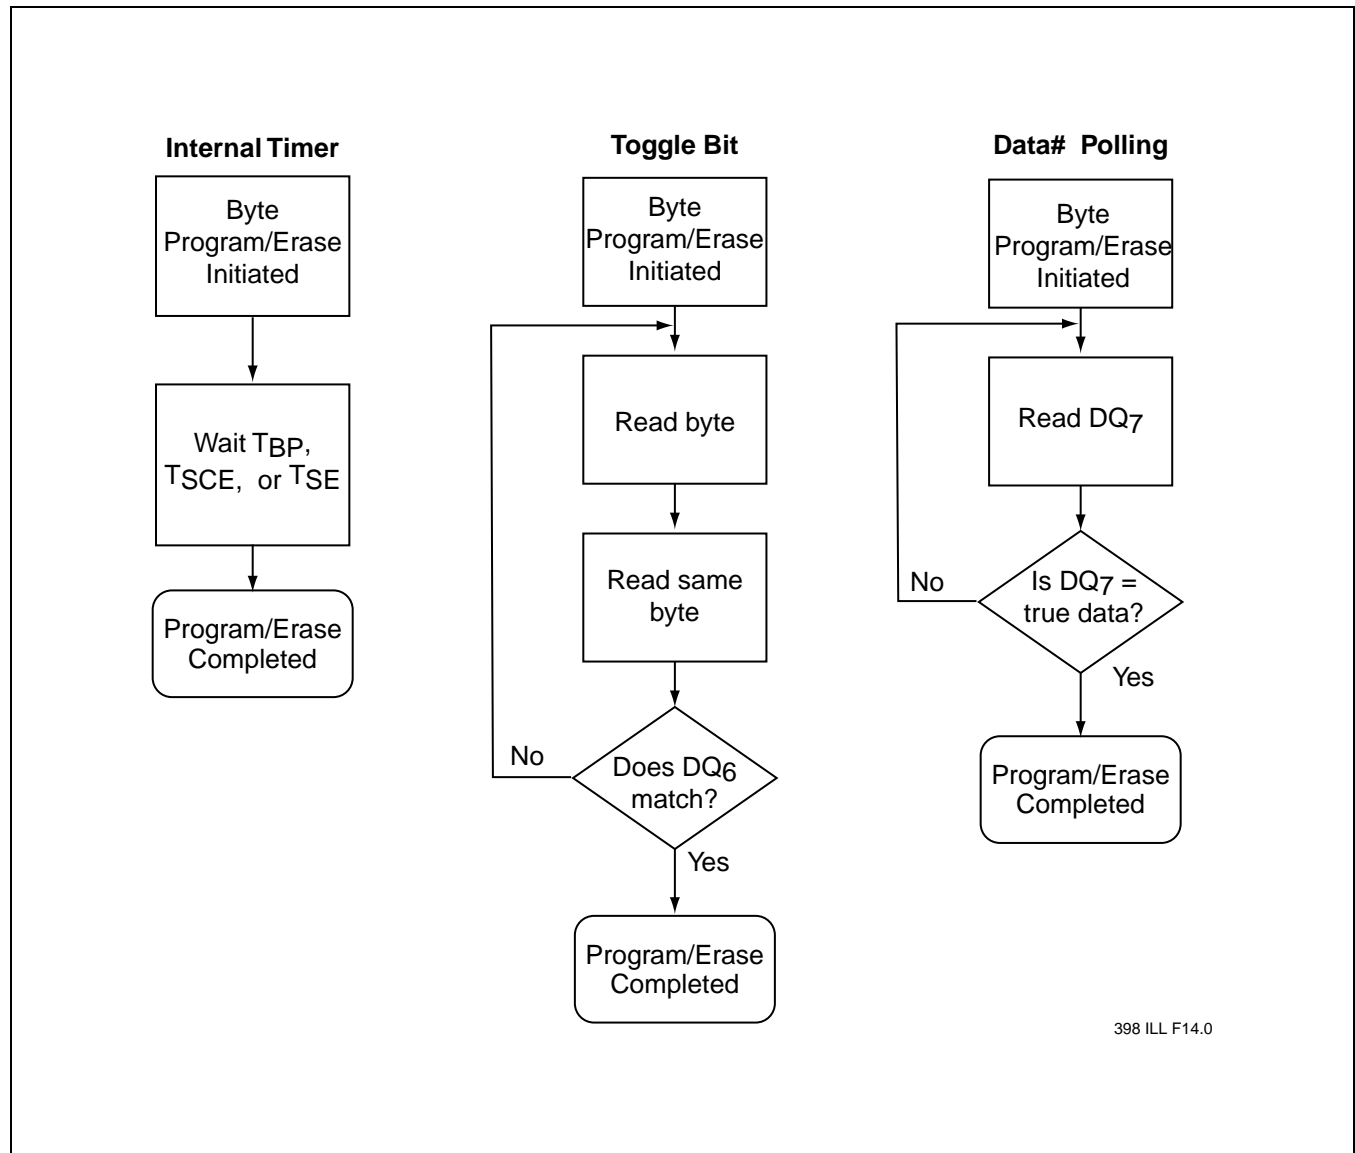 Internal Timer
Byte
Program/Erase
Initiated
Wait TBP,
TSCE, or TSE
Program/Erase
Completed
Toggle Bit
Byte
Program/Erase
Initiated
Read byte
Read same
byte
No
Does DQ6
match?
Yes
Program/Erase
Completed
Data# Polling
Byte
Program/Erase
Initiated
Read DQ7
No
Is DQ7 =
true data?
Yes
Program/Erase
Completed
398 ILL F14.0